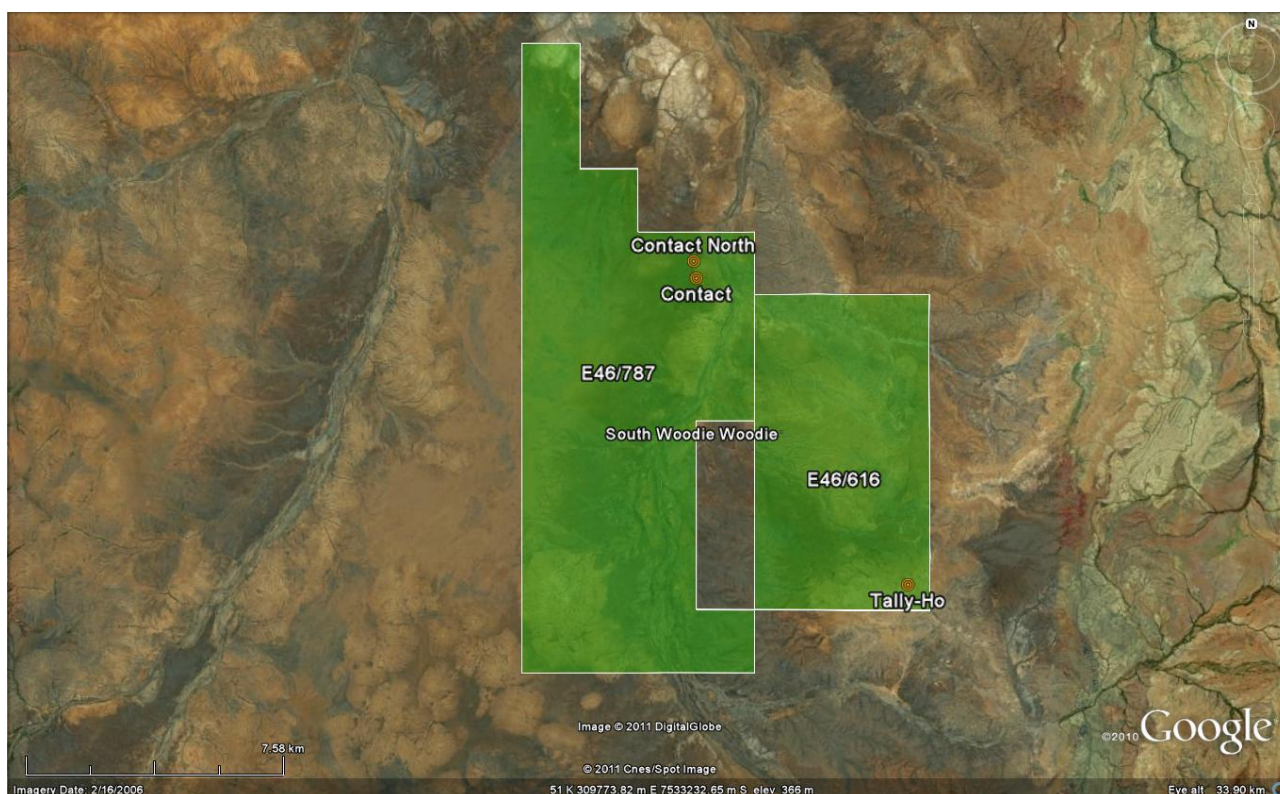 N
Contact North
Contact
E46/787
South Woodie Woodie
E46/616
Tally-Ho
Image © 2011 DigitalGlobe
©2010 Google
7.58 km
© 2011 Cnes/Spot Image
Imagery Date: 2/16/2006
51 K 309773.82 m E 7533232.65 m S elev 366 m
Eye alt 33.90 km